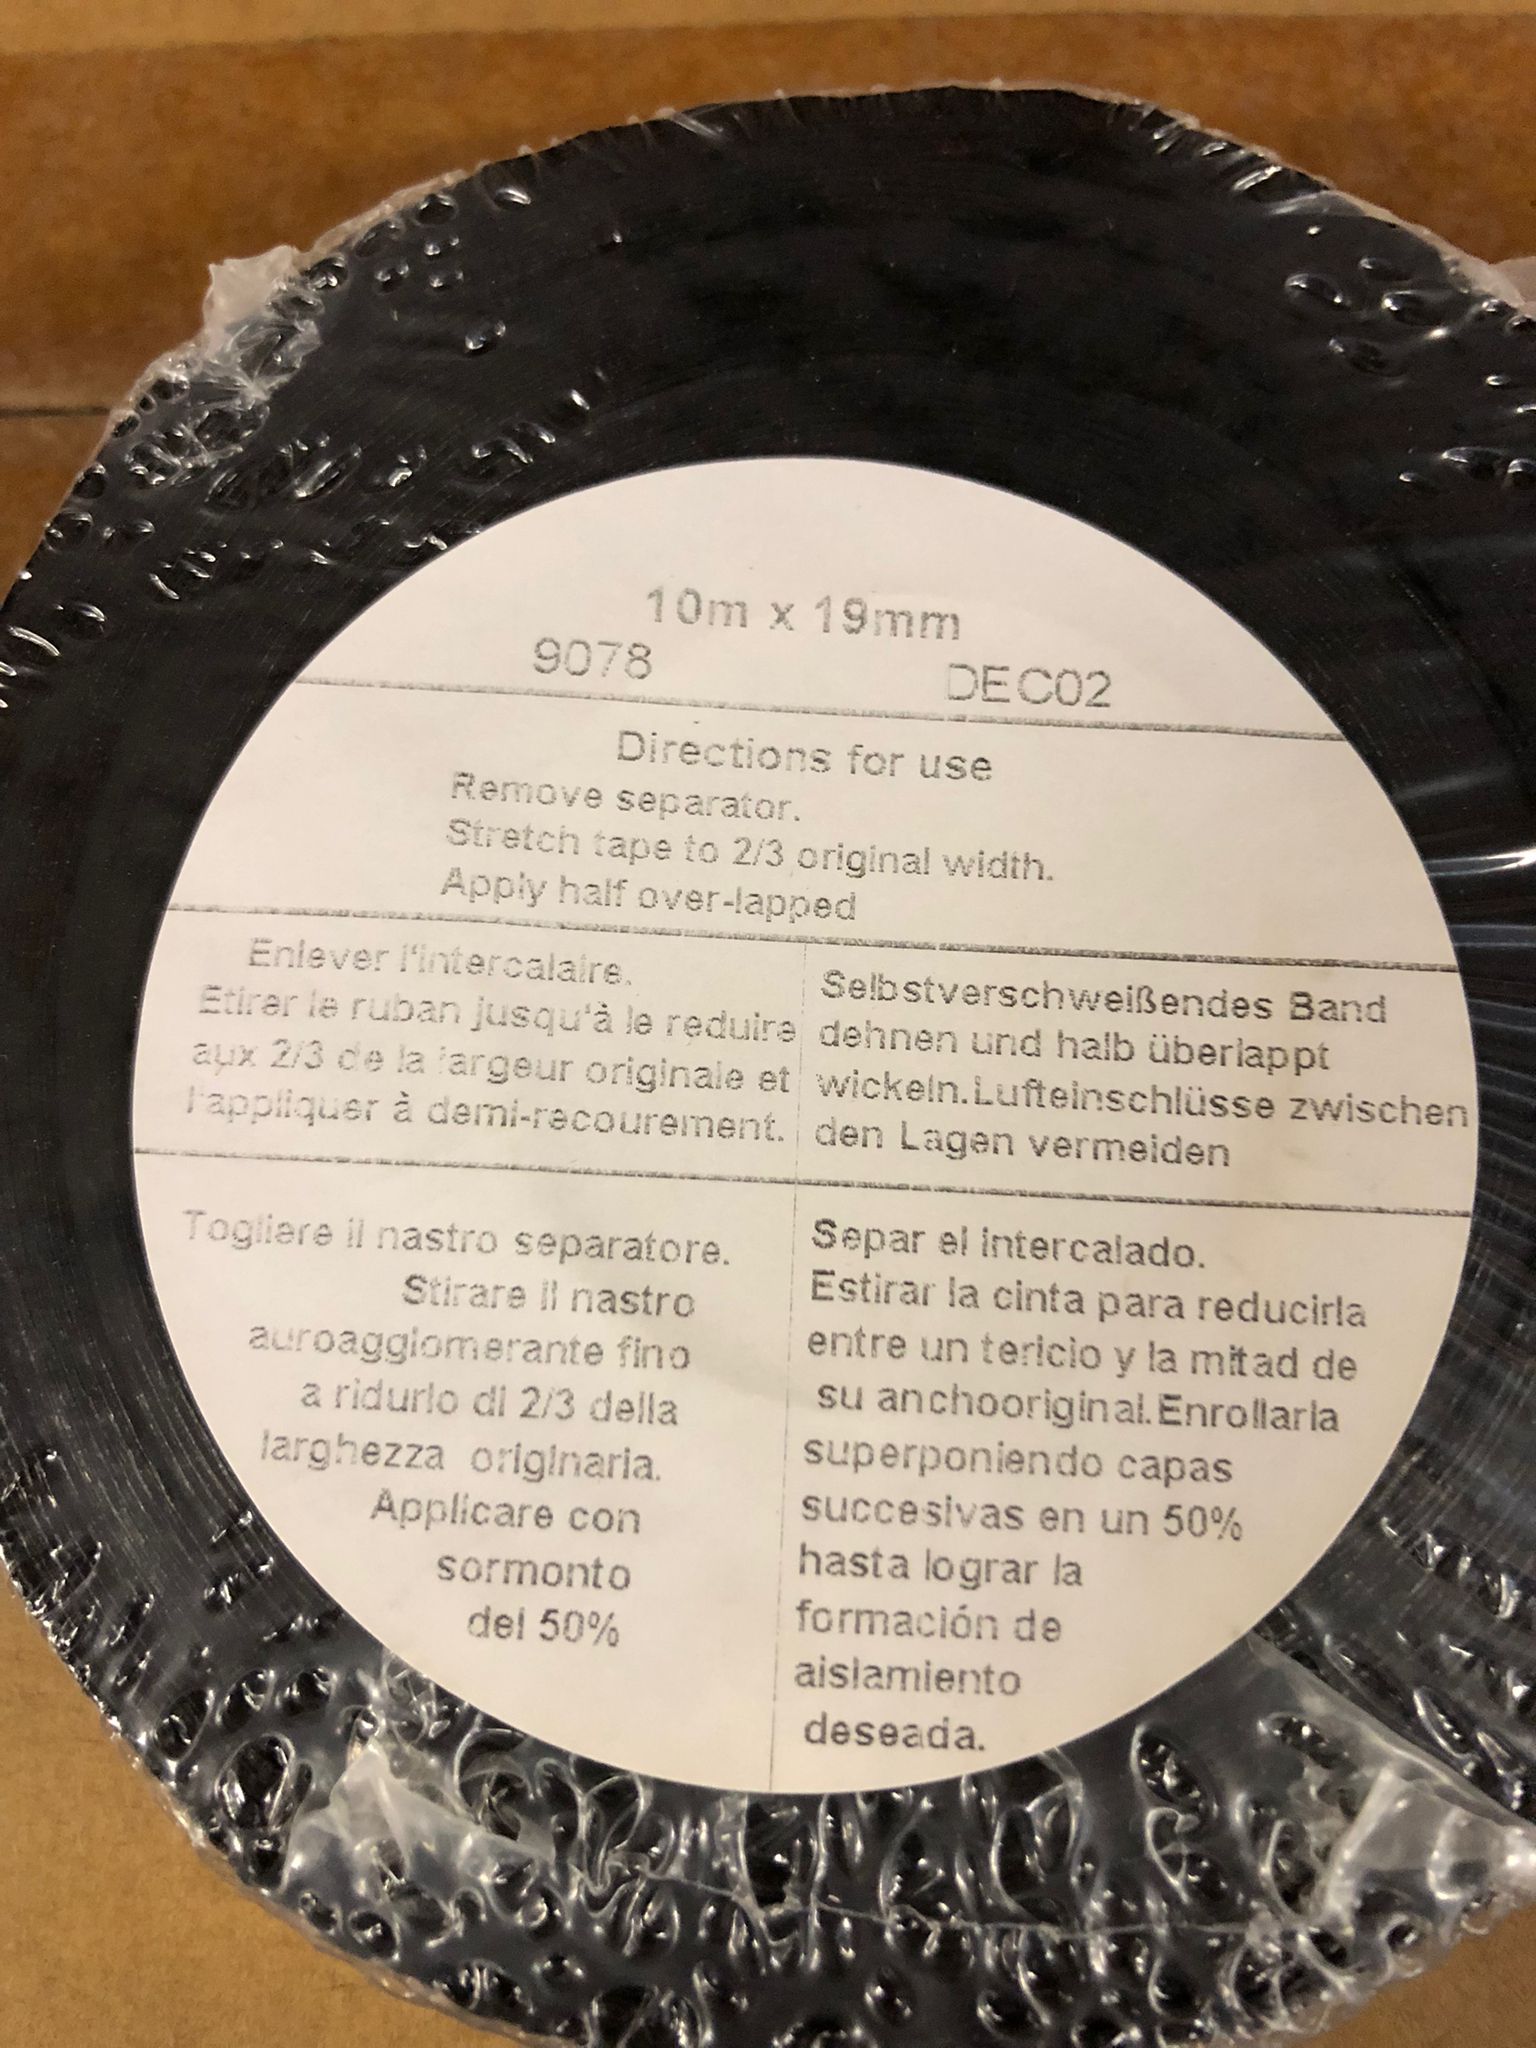 10m x 19mm
9078 DEC02
Directions for use
Remove separator.
Stretch tape to 2/3 original width.
Apply half over-lapped
Enlever l'intercalaire.
Etirer le ruban jusqu'à le reduire
aux 2/3 de la largeur originale et
l'appliquer à demi-recourement.
Selbstverschweißendes Band
dehnen und halb überlappt
wickeln.Lufteinschlüsse zwischen
den Lagen vermeiden
Togliere il nastro separatore.
Stirare il nastro
auroagglomerante fino
a ridurlo di 2/3 della
larghezza originaria.
Applicare con
sormonto
del 50%
Separ el intercalado.
Estirar la cinta para reducirla
entre un tericio y la mitad de
su anchooriginal.Enrollarla
superponiendo capas
succesivas en un 50%
hasta lograr la
formación de
aislamiento
deseada.